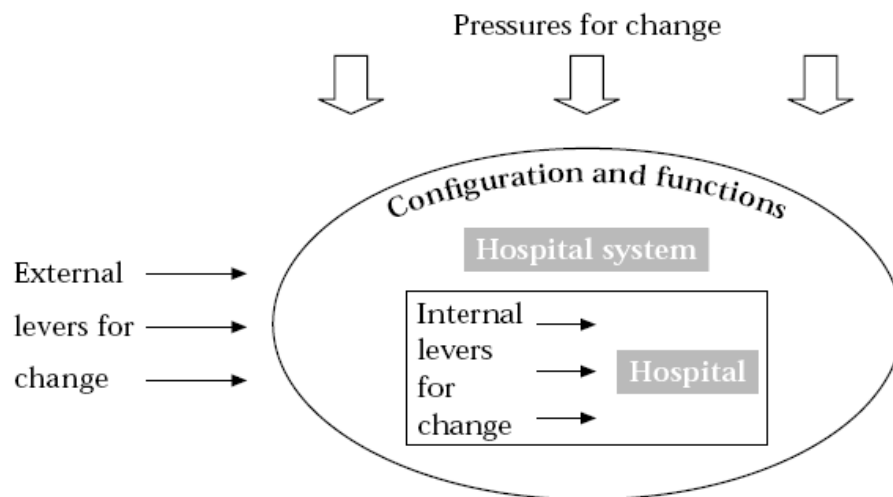 Pressures for change
Configuration and functions
Hospital system
External
levers for
change
Internal
levers
for
change
Hospital